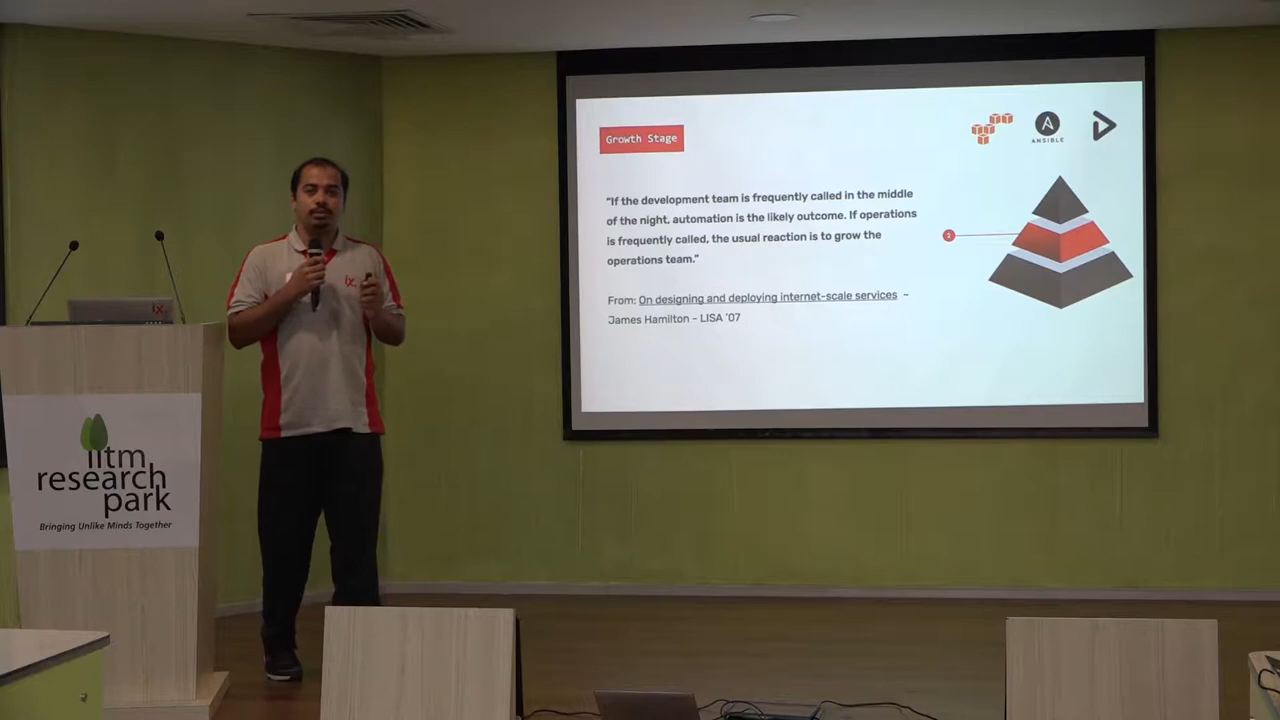 Growth Stage
ANSIBLE
“If the development team is frequently called in the middle
of the night, automation is the likely outcome. If operations
is frequently called, the usual reaction is to grow the
operations team.”
From: On designing and deploying internet-scale services ~
James Hamilton - LISA '07
ix
ix
iitm
research
park
Bringing Unlike Minds Together